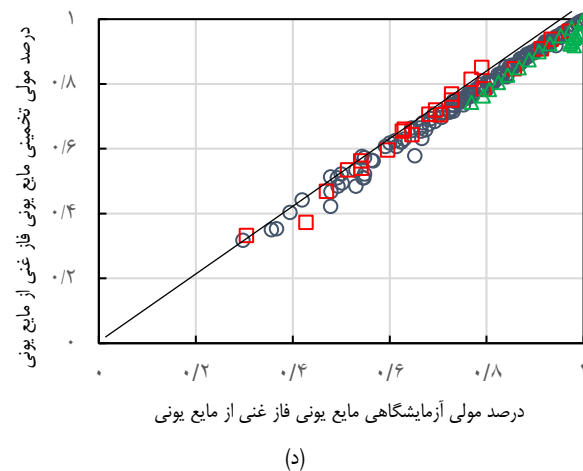 درصد مولی تخمینی مایع یونی فاز غنی از مایع یونی
۱
۰/۸
۰/۶
۰/۴
۰/۲
۰
۰ ۰/۲ ۰/۴ ۰/۶ ۰/۸
درصد مولی آزمایشگاهی مایع یونی فاز غنی از مایع یونی
(د)